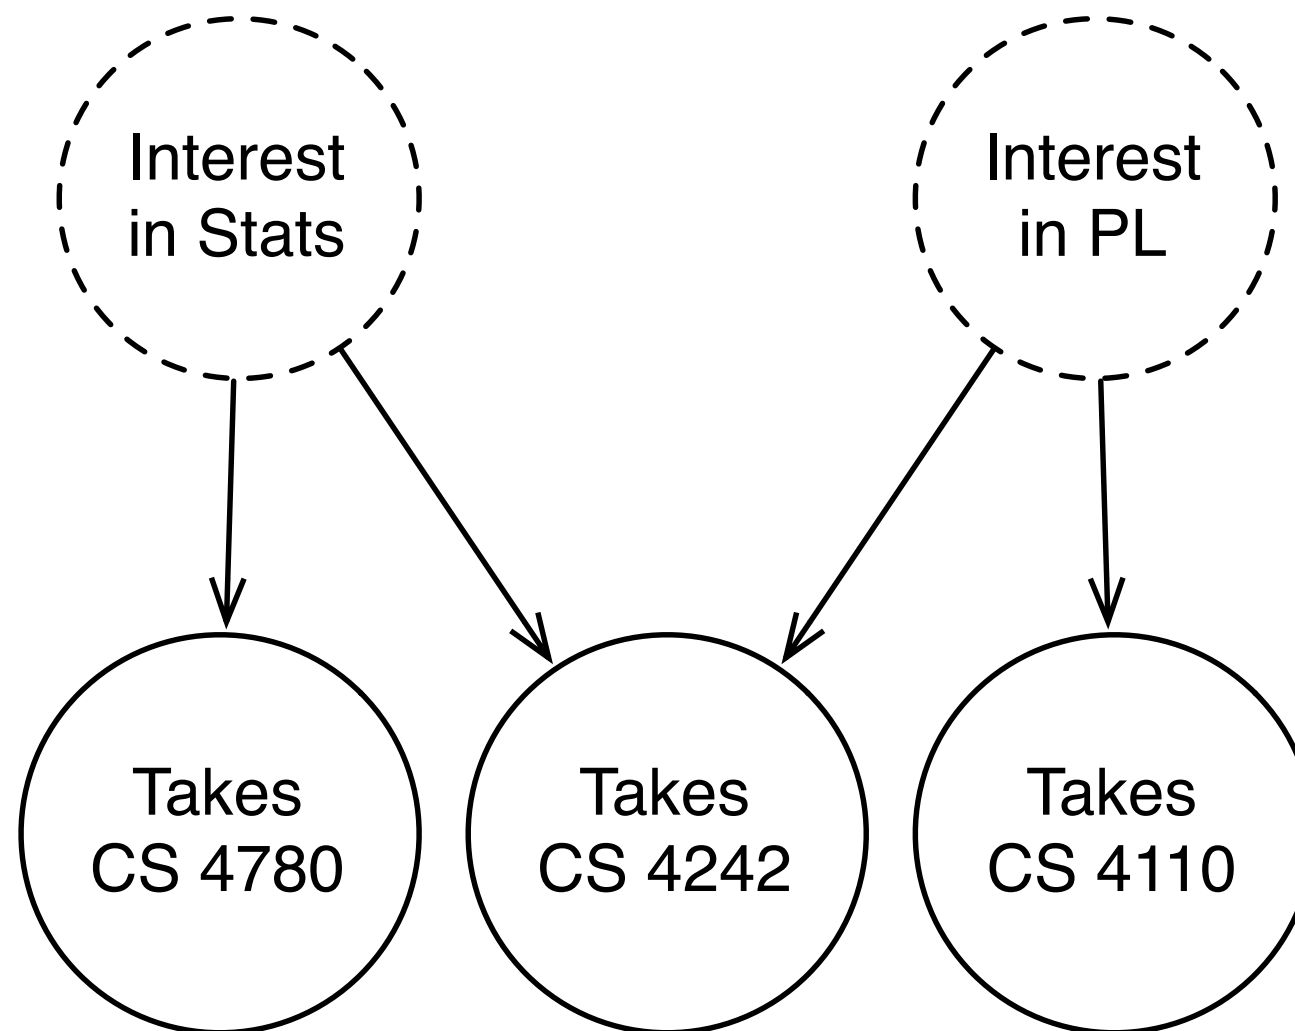 Interest
in Stats
Interest
in PL
Takes
CS 4780
Takes
CS 4242
Takes
CS 4110